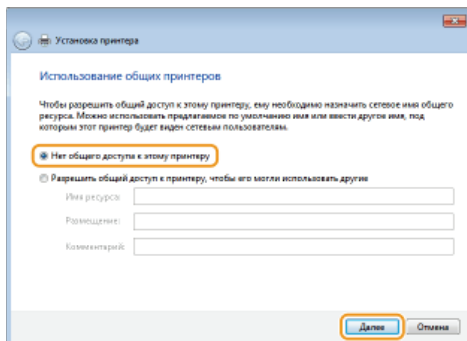 Установка принтера
Использование общих принтеров
Чтобы разрешить общий доступ к этому принтеру, ему необходимо назначить сетевое имя общего
ресурса. Можно использовать предлагаемое по умолчанию имя или ввести другое имя, под
которым этот принтер будет виден сетевым пользователям.
Нет общего доступа к этому принтеру
Разрешить общий доступ к принтеру, чтобы его могли использовать другие
Имя ресурса:
Размещение:
Комментарий:
Далее Отмена